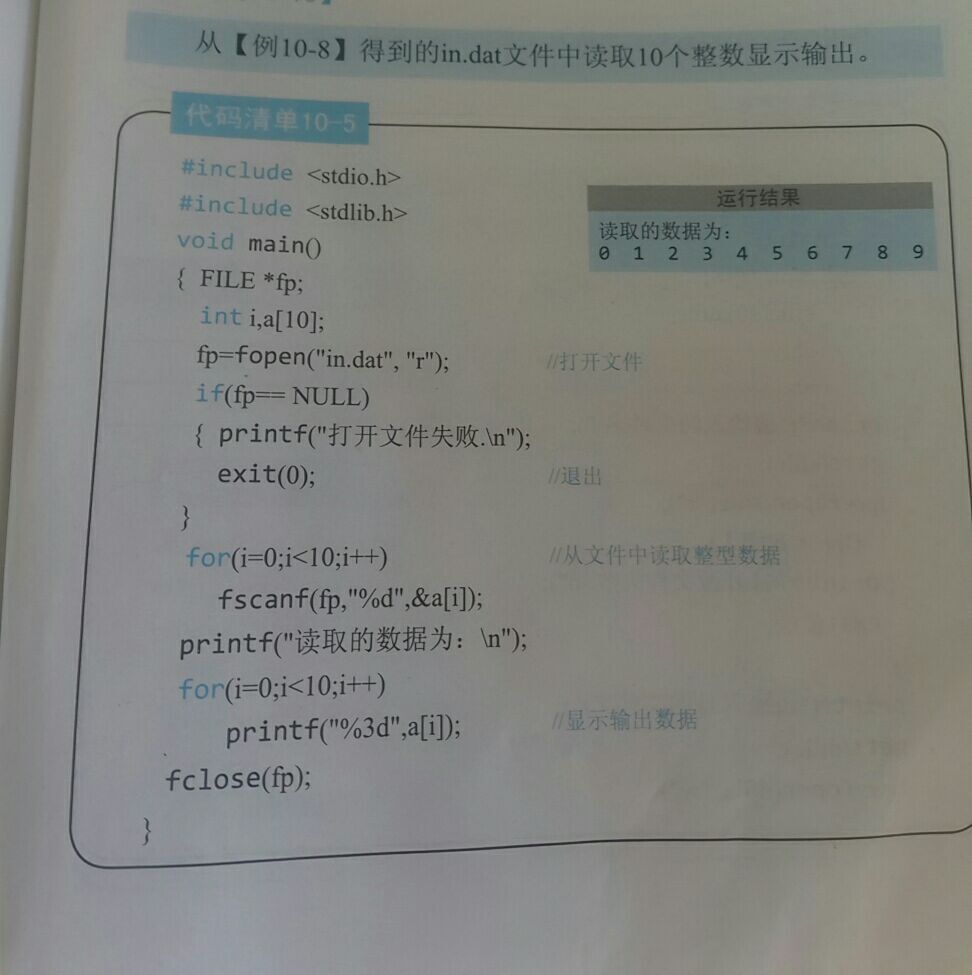 从【例10-8】得到的in.dat文件中读取10个整数显示输出。
代码清单10-5
#include <stdio.h>
#include <stdlib.h>
void main()
{ FILE *fp;
int i,a[10];
fp=fopen("in.dat", "r"); //打开文件
if(fp== NULL)
{ printf("打开文件失败.\n");
exit(0); //退出
}
for(i=0;i<10;i++) //从文件中读取整型数据
fscanf(fp,"%d",&a[i]);
printf("读取的数据为：\n");
for(i=0;i<10;i++)
printf("%3d",a[i]); //显示输出数据
fclose(fp);
}
运行结果
读取的数据为：
0 1 2 3 4 5 6 7 8 9